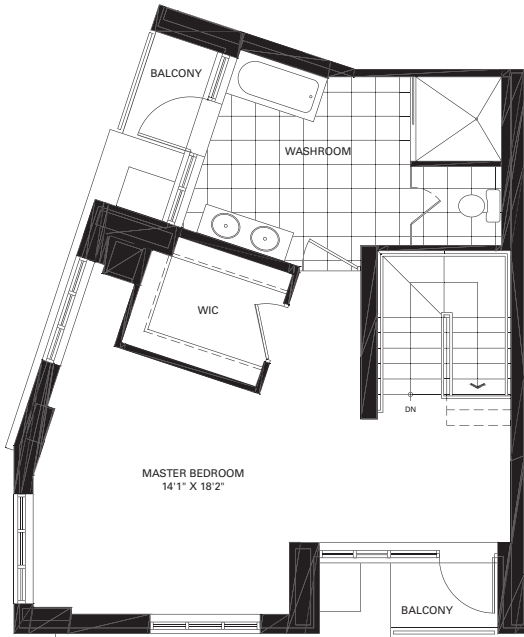 BALCONY
WASHROOM
WIC
DN
MASTER BEDROOM
14'1" X 18'2"
BALCONY